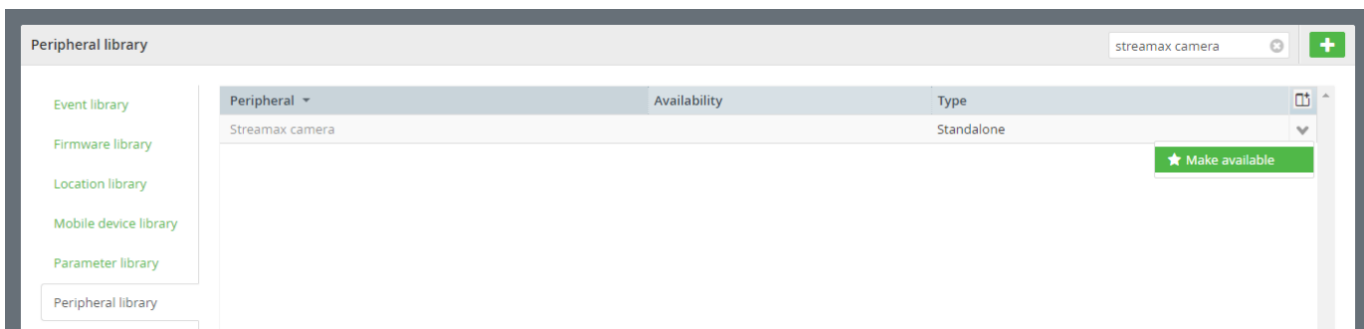 Peripheral library
streamax camera
Event library
Firmware library
Location library
Mobile device library
Parameter library
Peripheral library
Peripheral Availability Type
Streamax camera Standalone
Make available